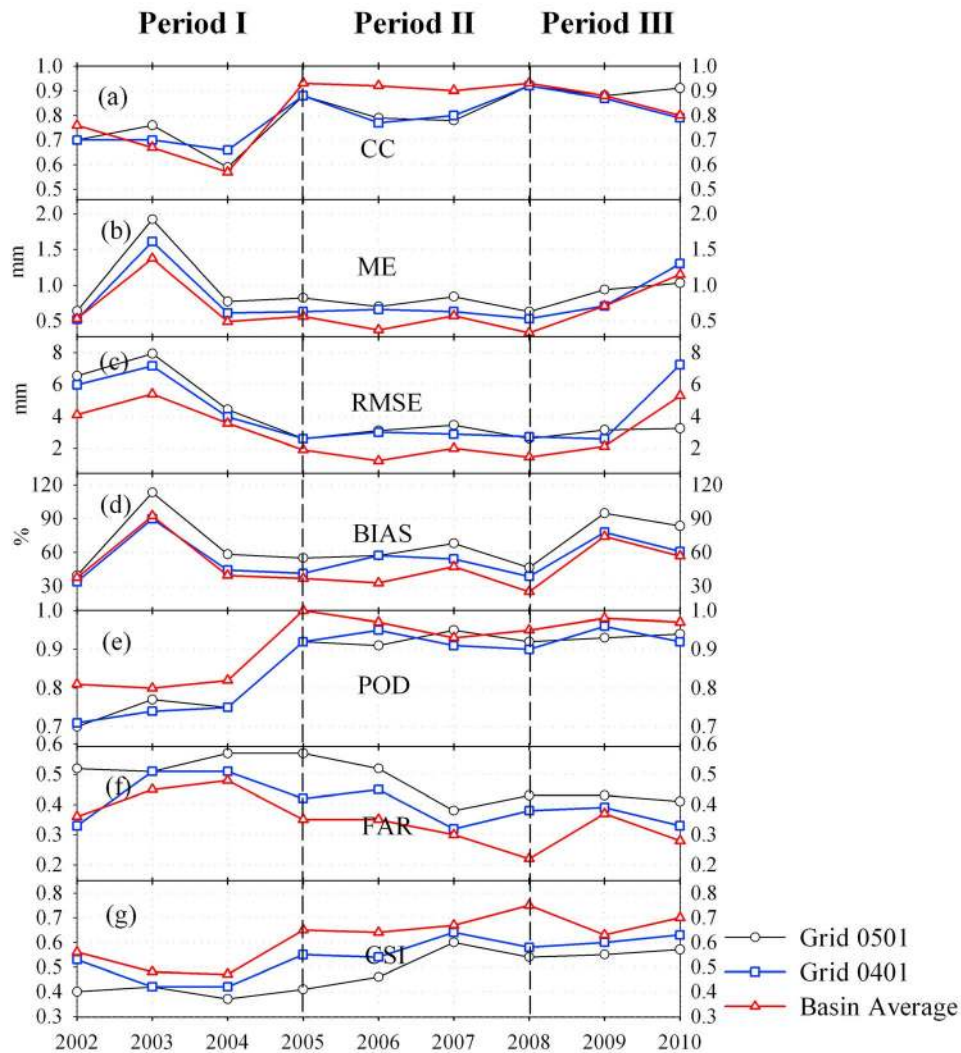 Period I Period II Period III
1.0 1.0
(a)
0.9 0.9
0.8 0.8
0.7 0.7
CC
0.6 0.6
0.5 0.5
2.0 (b) 2.0
mm
1.5 1.5
ME
1.0 1.0
0.5 0.5
8 (c) 8
mm
6 6
RMSE
4 4
2 2
120 (d) 120
%
90 BIAS 90
60 60
30 30
1.0 1.0
(e)
0.9 0.9
0.8 POD 0.8
0.7 0.7
0.6 0.6
0.5 (f) 0.5
0.4 0.4
0.3 FAR 0.3
0.2 0.2
0.8 0.8
(g)
0.7 0.7
0.6 0.6
CSI
0.5 0.5
0.4 0.4
0.3 0.3
2002 2003 2004 2005 2006 2007 2008 2009 2010
Grid 0501
Grid 0401
Basin Average